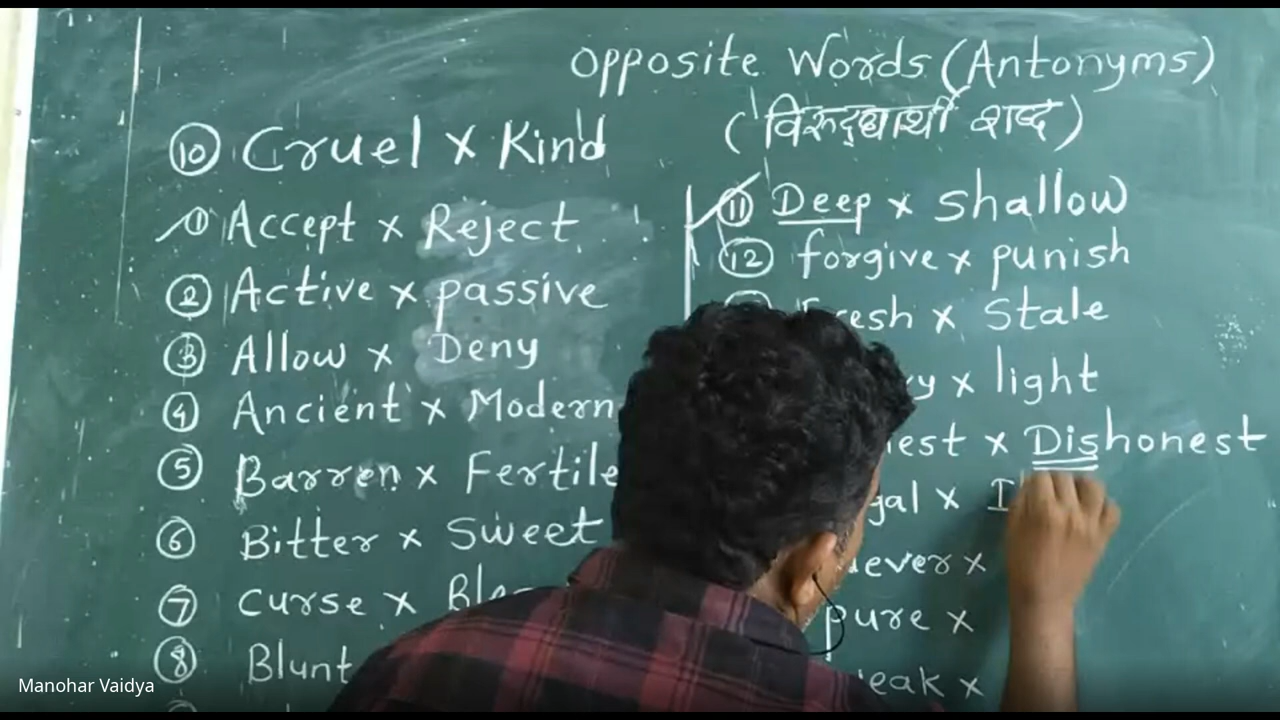 Opposite Words (Antonyms)
(विरूद्धार्थी शब्द)
10 Cruel x Kind
1 Accept x Reject
2 Active x passive
3 Allow x Deny
4 Ancient x Modern
5 Barren x Fertile
6 Bitter x Sweet
7 Curse x
8 Blunt
11 Deep x shallow
12 forgive x punish
x Stale
x light
x Dishonest
x
x
pure x
x
Manohar Vaidya